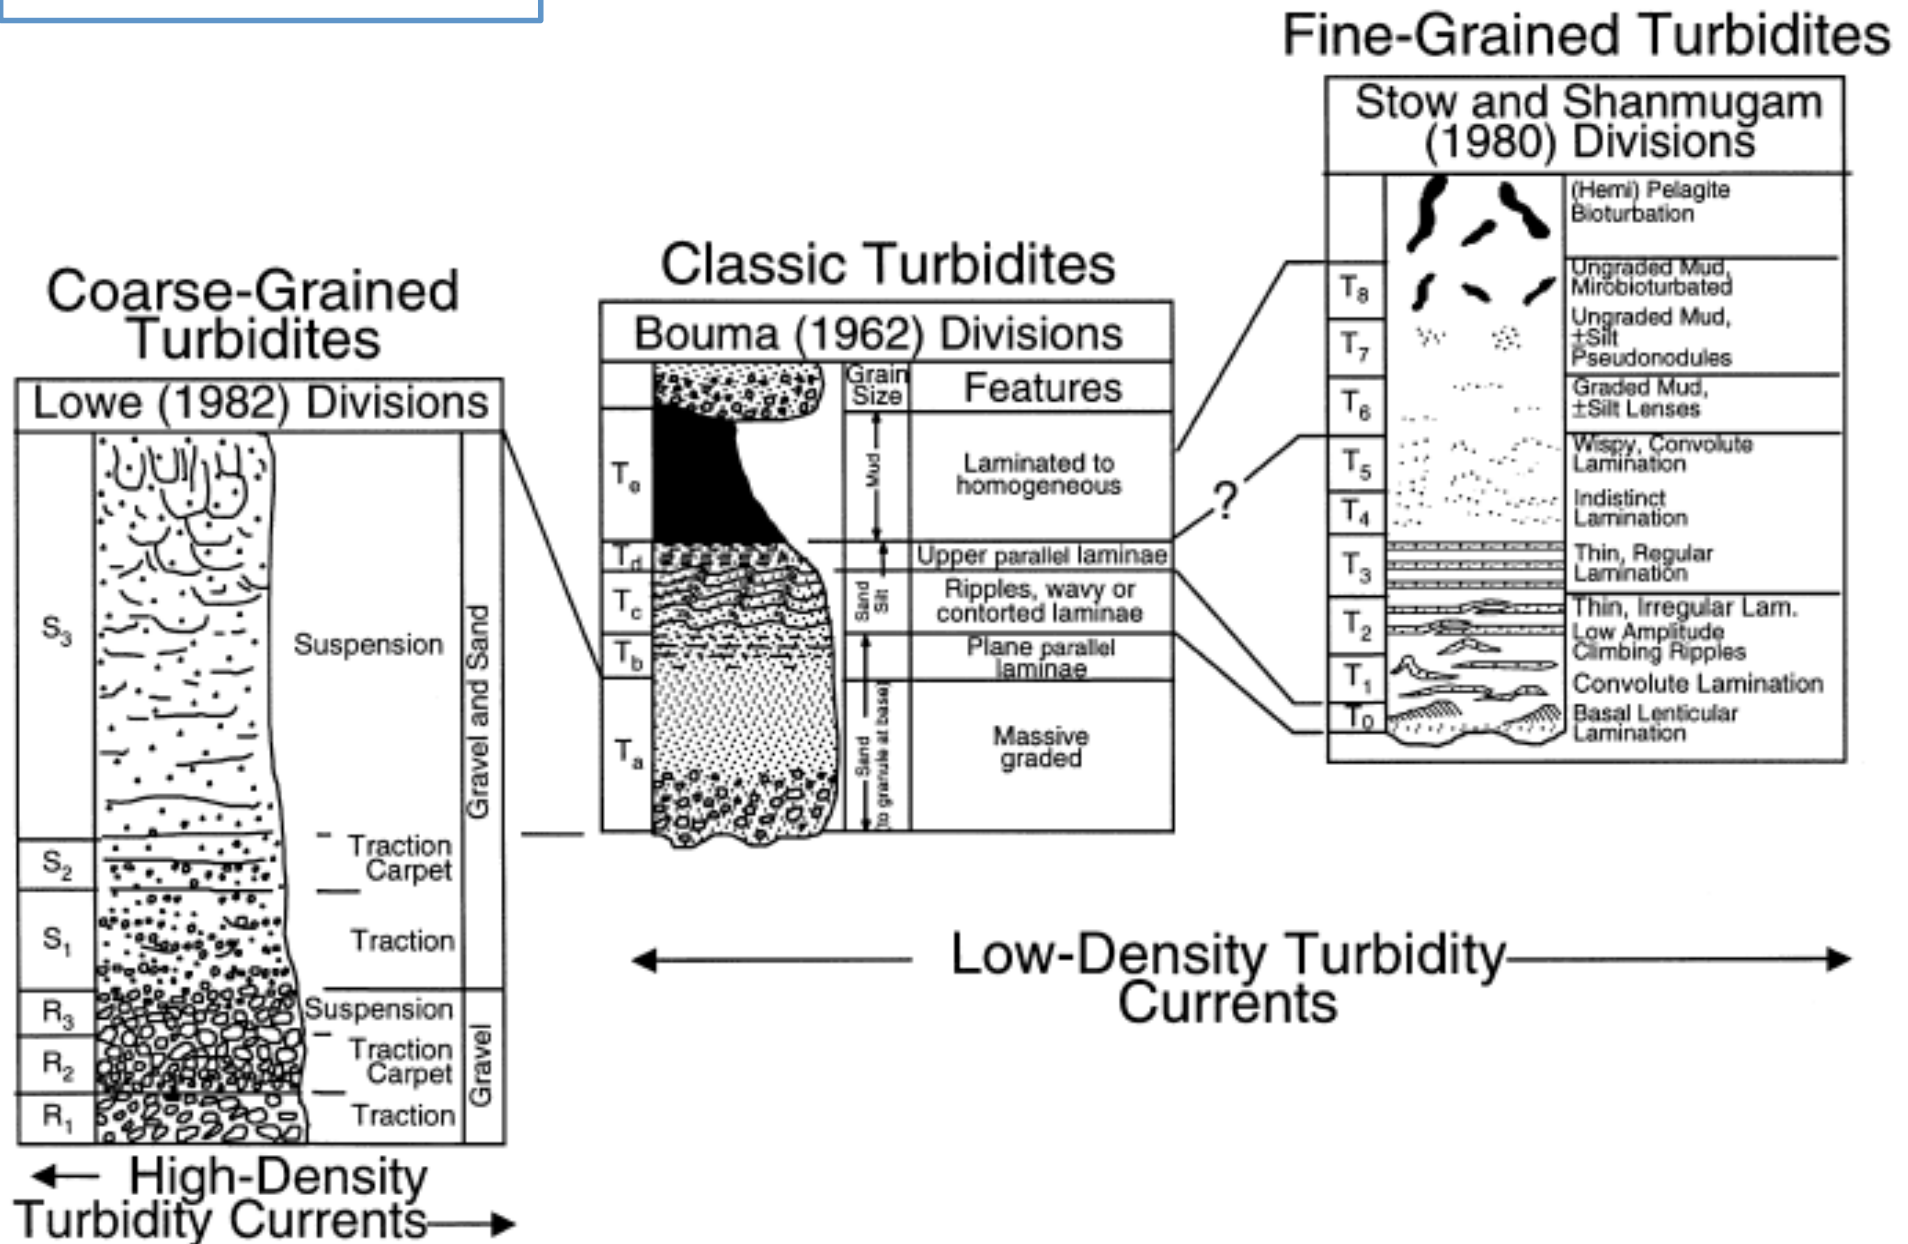 Coarse-Grained
Turbidites
Lowe (1982) Divisions
S3
S2
S1
R3
R2
R1
Suspension
Traction
Carpet
Traction
Suspension
Traction
Carpet
Traction
Gravel and Sand
Gravel
High-Density
Turbidity Currents
Classic Turbidites
Bouma (1962) Divisions
Grain
Size
Features
Te
Td
Tc
Tb
Ta
Mud
Sand
Silt
Sand
(to granule at base)
Laminated to
homogeneous
Upper parallel laminae
Ripples, wavy or
contorted laminae
Plane parallel
laminae
Massive
graded
?
Low-Density Turbidity
Currents
Fine-Grained Turbidites
Stow and Shanmugam
(1980) Divisions
(Hemi) Pelagite
Bioturbation
T8
Ungraded Mud,
Mirobioturbated
T7
Ungraded Mud,
±Silt
Pseudonodules
T6
Graded Mud,
±Silt Lenses
T5
Wispy, Convolute
Lamination
T4
Indistinct
Lamination
T3
Thin, Regular
Lamination
T2
Thin, Irregular Lam.
Low Amplitude
Climbing Ripples
T1
Convolute Lamination
T0
Basal Lenticular
Lamination